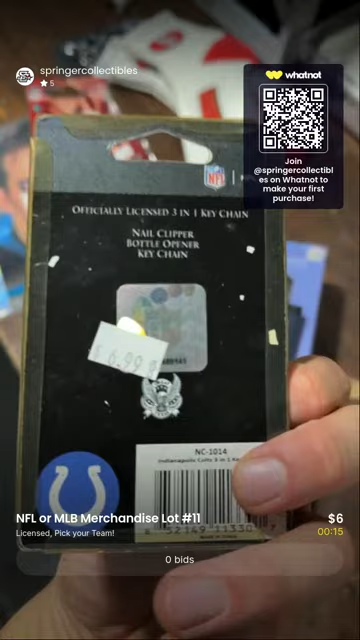 springercollectibles
★ 5
whatnot
Join
@springercollectibl
es on Whatnot to
make your first
purchase!
NFL
OFFICIALLY LICENSED 3 IN 1 KEY CHAIN
NAIL CLIPPER
BOTTLE OPENER
KEY CHAIN
$6.99
NC-1014
Indianapolis Colts 3 in 1 Key
NFL or MLB Merchandise Lot #11
$6
Licensed, Pick your Team!
00:15
0 bids